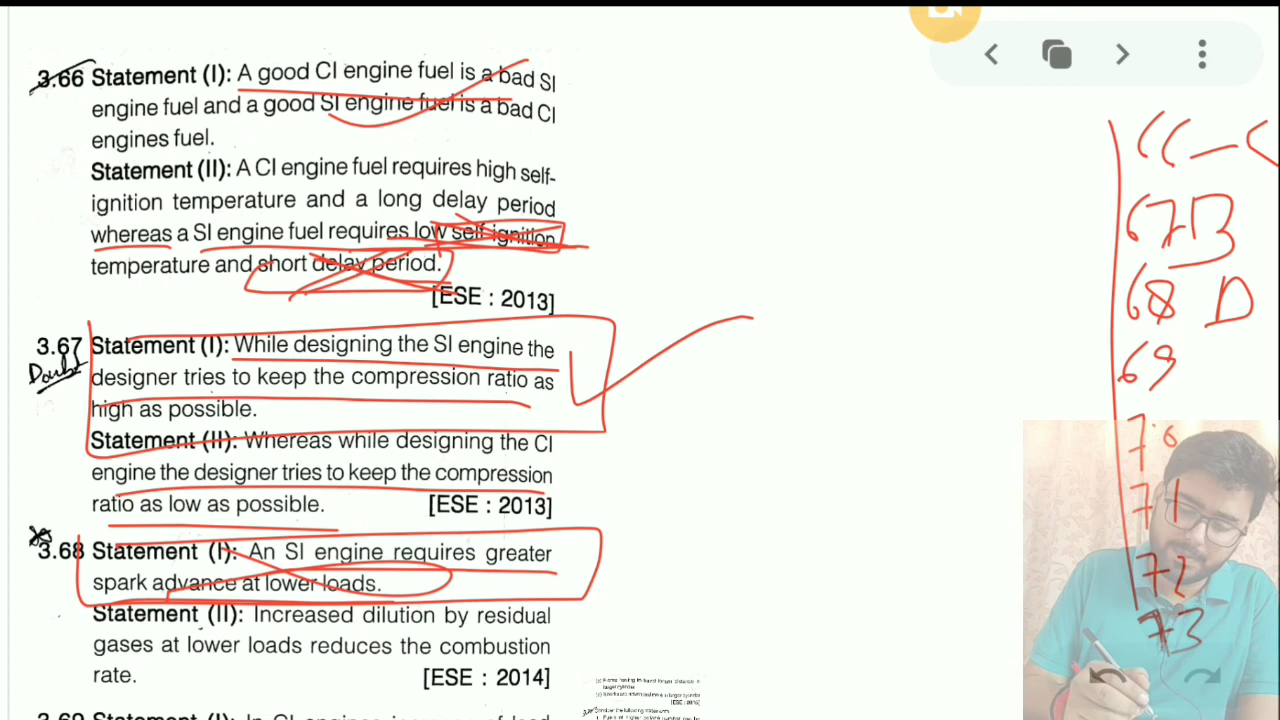 3.66 Statement (I): A good CI engine fuel is a bad SI
engine fuel and a good SI engine fuel is a bad CI
engines fuel.
Statement (II): A CI engine fuel requires high self-
ignition temperature and a long delay period
whereas a SI engine fuel requires low self ignition
temperature and short delay period.
[ESE : 2013]
3.67 Statement (I): While designing the SI engine the
Doubt designer tries to keep the compression ratio as
high as possible.
Statement (II): Whereas while designing the CI
engine the designer tries to keep the compression
ratio as low as possible. [ESE : 2013]
3.68 Statement (I): An SI engine requires greater
spark advance at lower loads.
Statement (II): Increased dilution by residual
gases at lower loads reduces the combustion
rate. [ESE : 2014]
67 B
68 D
69
70
71
72
73